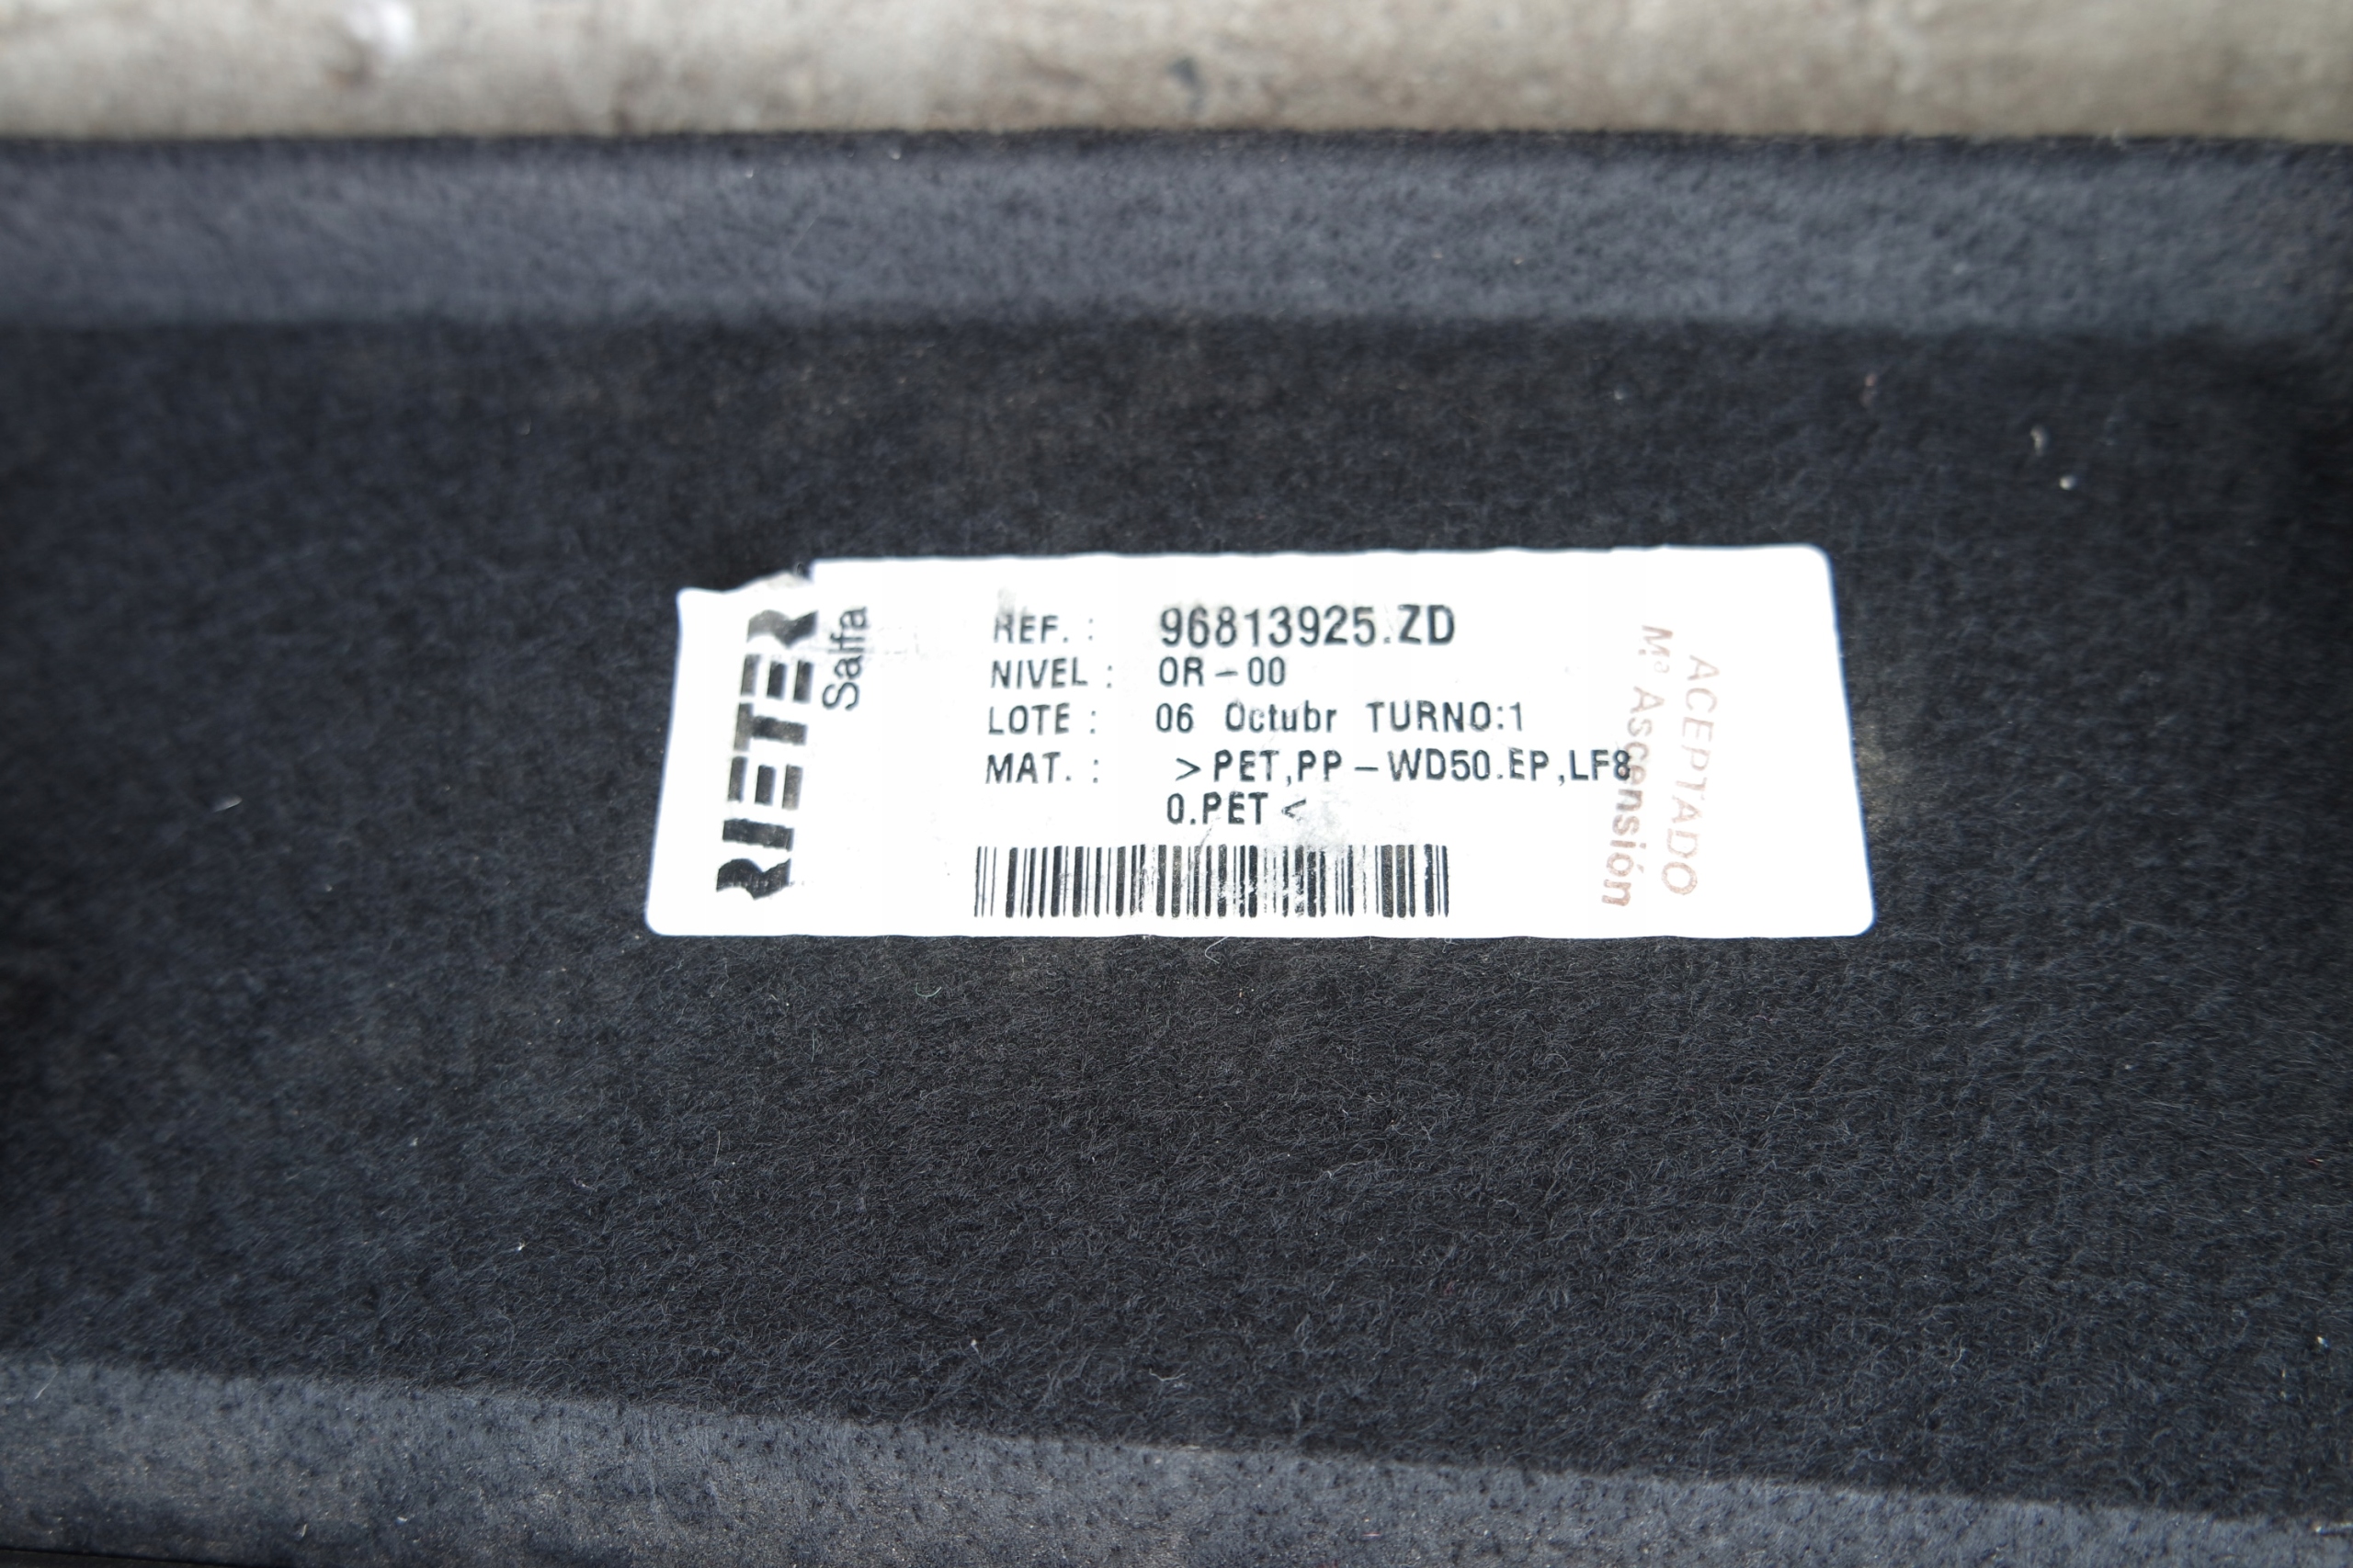 RIETER
Salfa
REF. : 96813925.ZD
NIVEL : OR-00
LOTE : 06 Octubr TURNO:1
MAT. : >PET,PP-WD50.EP,LF8
0.PET<
ACEPTADO
Mª Ascensión